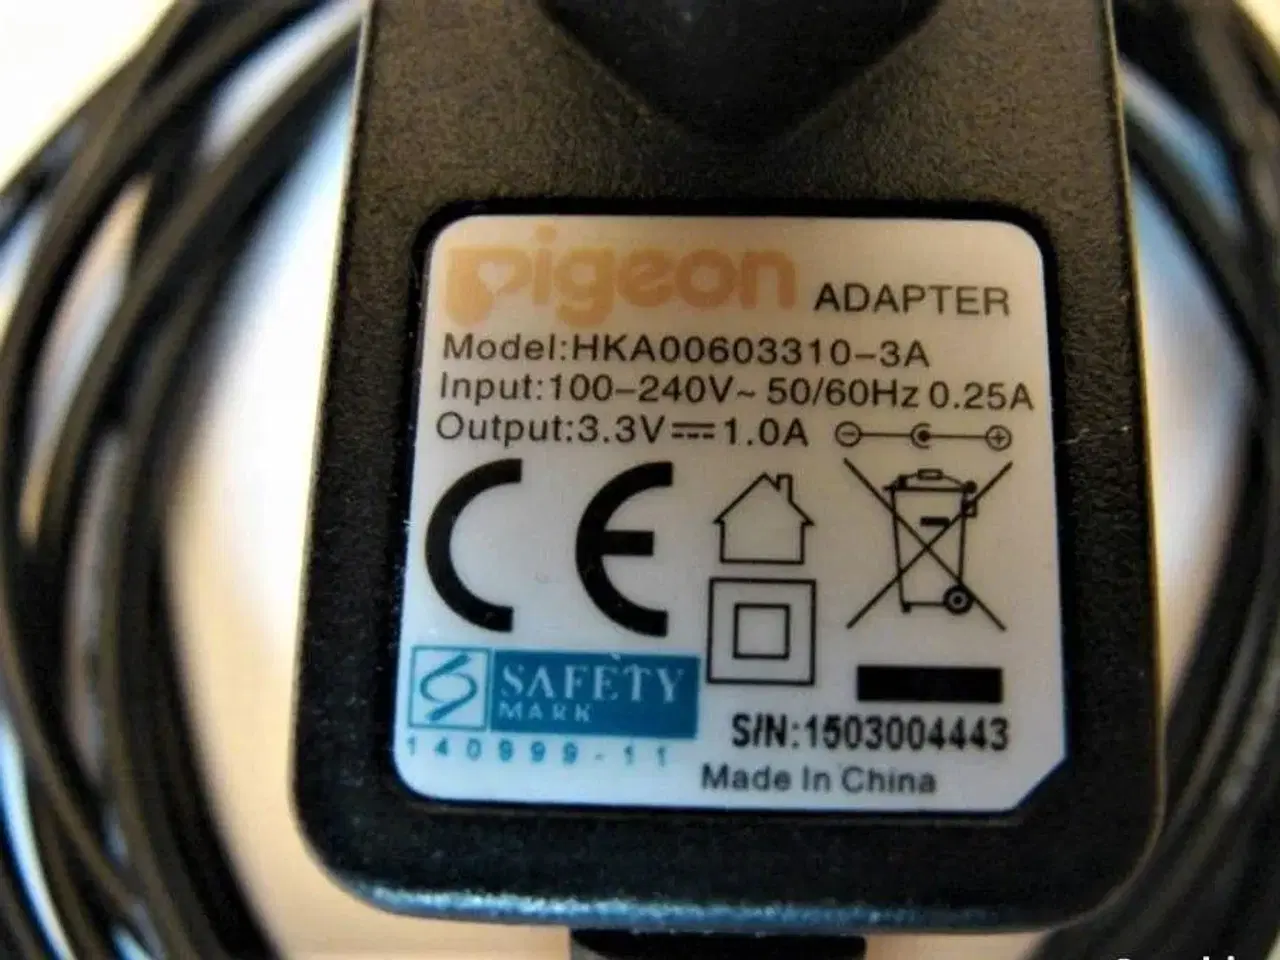 pigeon ADAPTER
Model:HKA00603310-3A
Input:100-240V~50/60Hz 0.25A
Output:3.3V⎓1.0A
CE
SAFETY
MARK
140999-11
S/N:1503004443
Made In China